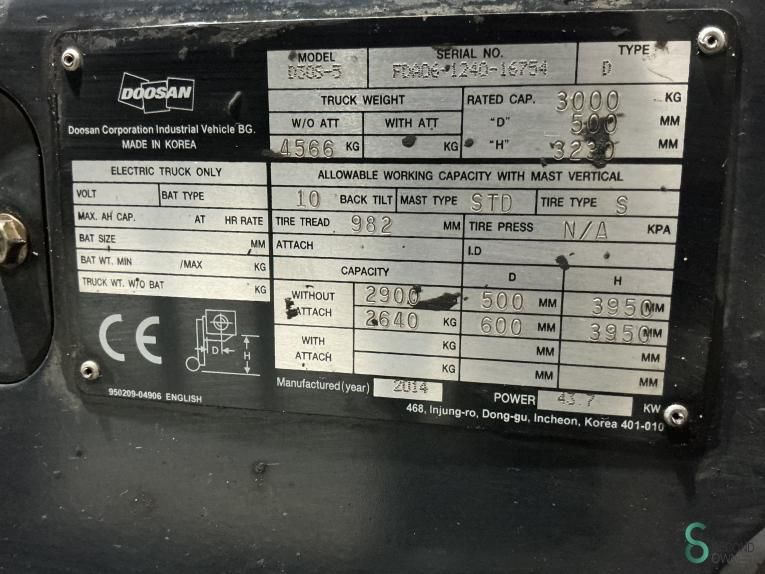 DOOSAN
Doosan Corporation Industrial Vehicle BG.
MADE IN KOREA
MODEL SERIAL NO. TYPE
D30S-5 FDA06-1240-16754 D
TRUCK WEIGHT RATED CAP. 3000 KG
W/O ATT WITH ATT "D" 500 MM
4566 KG KG "H" MM
ELECTRIC TRUCK ONLY
VOLT BAT TYPE
MAX. AH CAP. AT HR RATE
BAT SIZE MM
BAT WT. MIN /MAX KG
TRUCK WT. W/O BAT KG
ALLOWABLE WORKING CAPACITY WITH MAST VERTICAL
10 BACK TILT MAST TYPE STD TIRE TYPE S
TIRE TREAD 982 MM TIRE PRESS N/A KPA
ATTACH I.D
CAPACITY D H
WITHOUT ATTACH 2900 500 MM 3950 MM
2640 KG 600 MM 3950 MM
WITH ATTACH KG MM MM
KG MM MM
CE
D H
Manufactured (year) 2014 POWER 43.7 KW
950209-04906 ENGLISH
468, Injung-ro, Dong-gu, Incheon, Korea 401-010
SECOND
OWNER